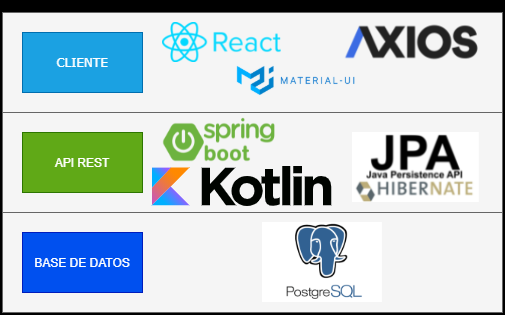 CLIENTE
React
AXIOS
MATERIAL-UI
API REST
spring
boot
Kotlin
JPA
Java Persistence API
HIBERNATE
BASE DE DATOS
PostgreSQL